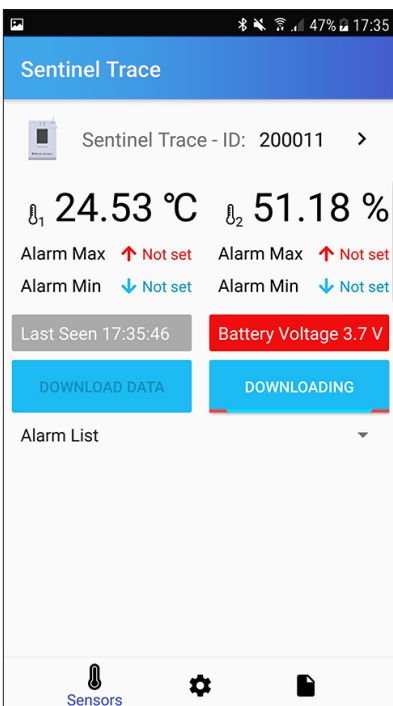 47% 17:35
Sentinel Trace
Sentinel Trace - ID: 200011
1 24.53 °C 2 51.18 %
Alarm Max Not set Alarm Max Not set
Alarm Min Not set Alarm Min Not set
Last Seen 17:35:46 Battery Voltage 3.7 V
DOWNLOAD DATA DOWNLOADING
Alarm List
Sensors